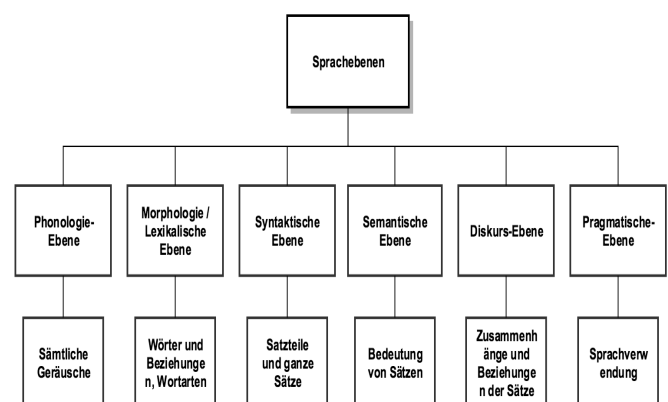 Sprachebenen
Phonologie-
Ebene
Morphologie /
Lexikalische
Ebene
Syntaktische
Ebene
Semantische
Ebene
Diskurs-Ebene
Pragmatische-
Ebene
Sämtliche
Geräusche
Wörter und
Beziehunge
n, Wortarten
Satzteile
und ganze
Sätze
Bedeutung
von Sätzen
Zusammenh
änge und
Beziehunge
n der Sätze
Sprachverw
endung